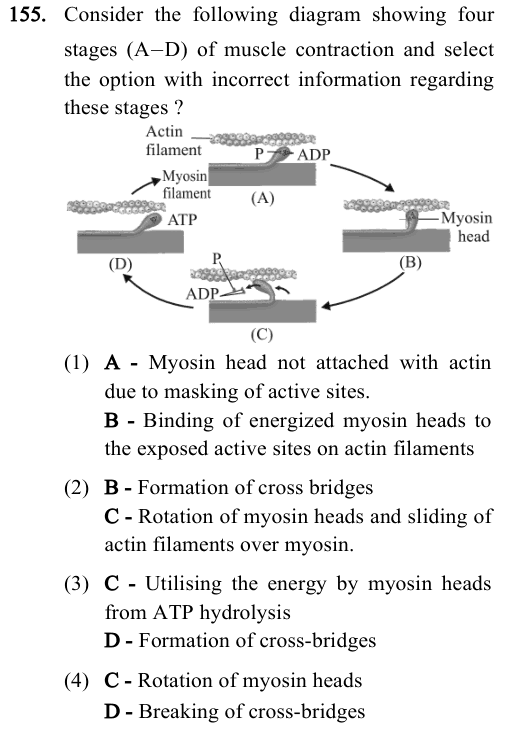 155. Consider the following diagram showing four
stages (A–D) of muscle contraction and select
the option with incorrect information regarding
these stages ?
Actin
filament
P
ADP
Myosin
filament
(A)
ATP
(D)
Myosin
head
(B)
P
ADP
(C)
(1) A - Myosin head not attached with actin
due to masking of active sites.
B - Binding of energized myosin heads to
the exposed active sites on actin filaments
(2) B - Formation of cross bridges
C - Rotation of myosin heads and sliding of
actin filaments over myosin.
(3) C - Utilising the energy by myosin heads
from ATP hydrolysis
D - Formation of cross-bridges
(4) C - Rotation of myosin heads
D - Breaking of cross-bridges